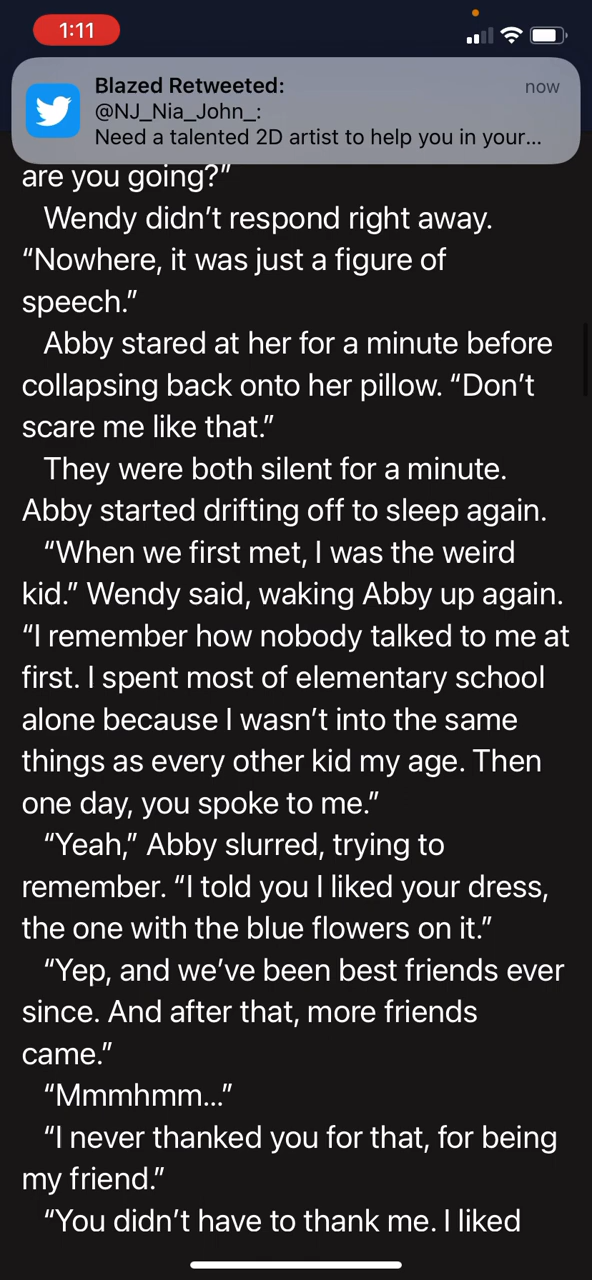 1:11
Blazed Retweeted:
now
@NJ_Nia_John_:
Need a talented 2D artist to help you in your...
are you going?”
Wendy didn’t respond right away.
“Nowhere, it was just a figure of
speech.”
Abby stared at her for a minute before
collapsing back onto her pillow. “Don’t
scare me like that.”
They were both silent for a minute.
Abby started drifting off to sleep again.
“When we first met, I was the weird
kid.” Wendy said, waking Abby up again.
“I remember how nobody talked to me at
first. I spent most of elementary school
alone because I wasn’t into the same
things as every other kid my age. Then
one day, you spoke to me.”
“Yeah,” Abby slurred, trying to
remember. “I told you I liked your dress,
the one with the blue flowers on it.”
“Yep, and we’ve been best friends ever
since. And after that, more friends
came.”
“Mmmhmm...”
“I never thanked you for that, for being
my friend.”
“You didn’t have to thank me. I liked